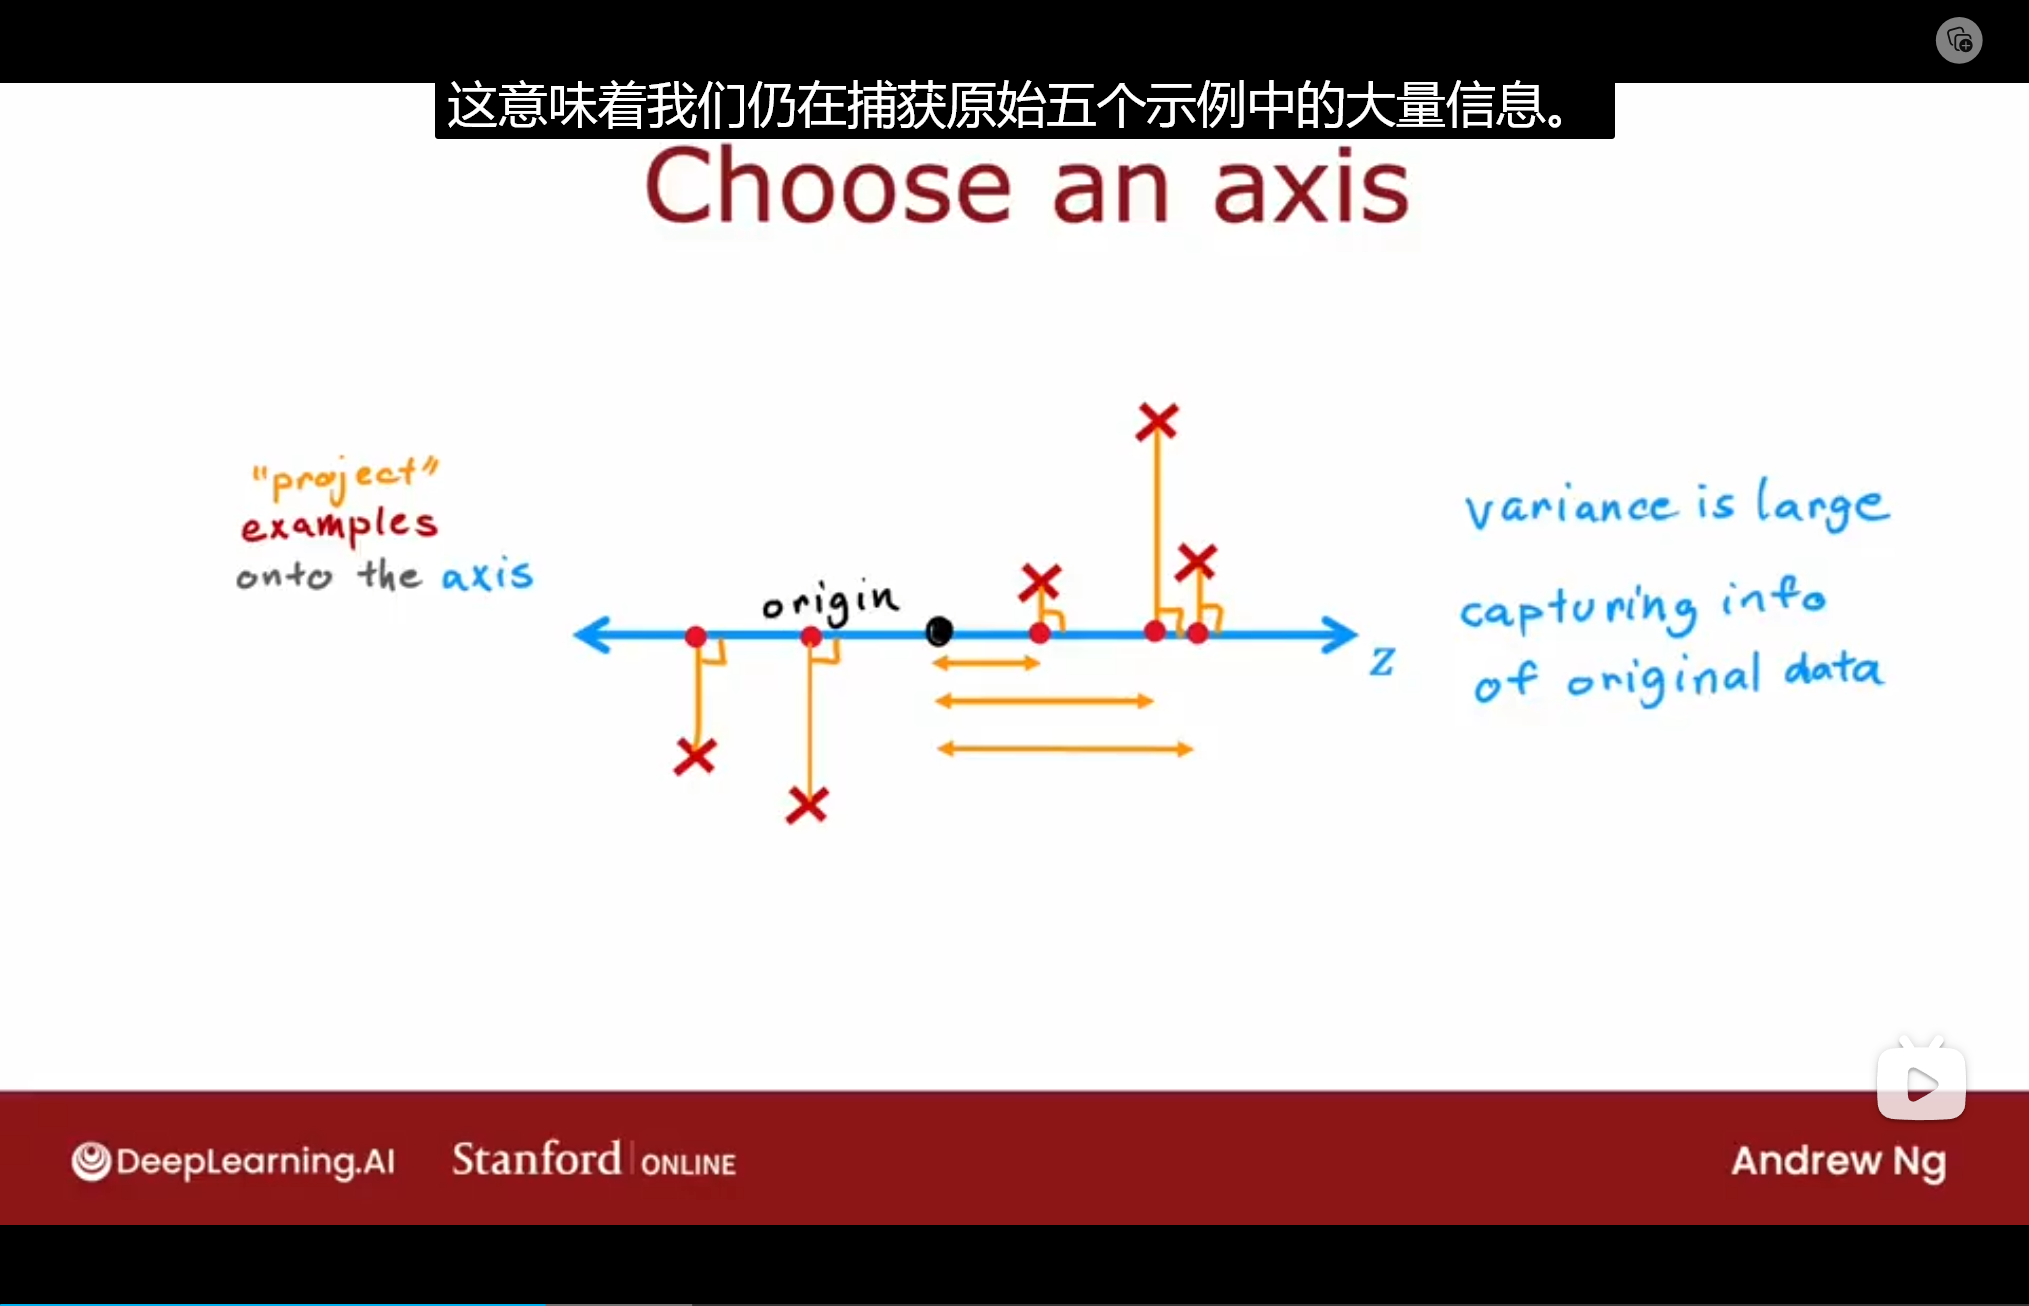 这意味着我们仍在捕获原始五个示例中的大量信息。
Choose an axis
"project"
examples
onto the axis
origin
z
variance is large
capturing info
of original data
DeepLearning.AI
Stanford | ONLINE
Andrew Ng